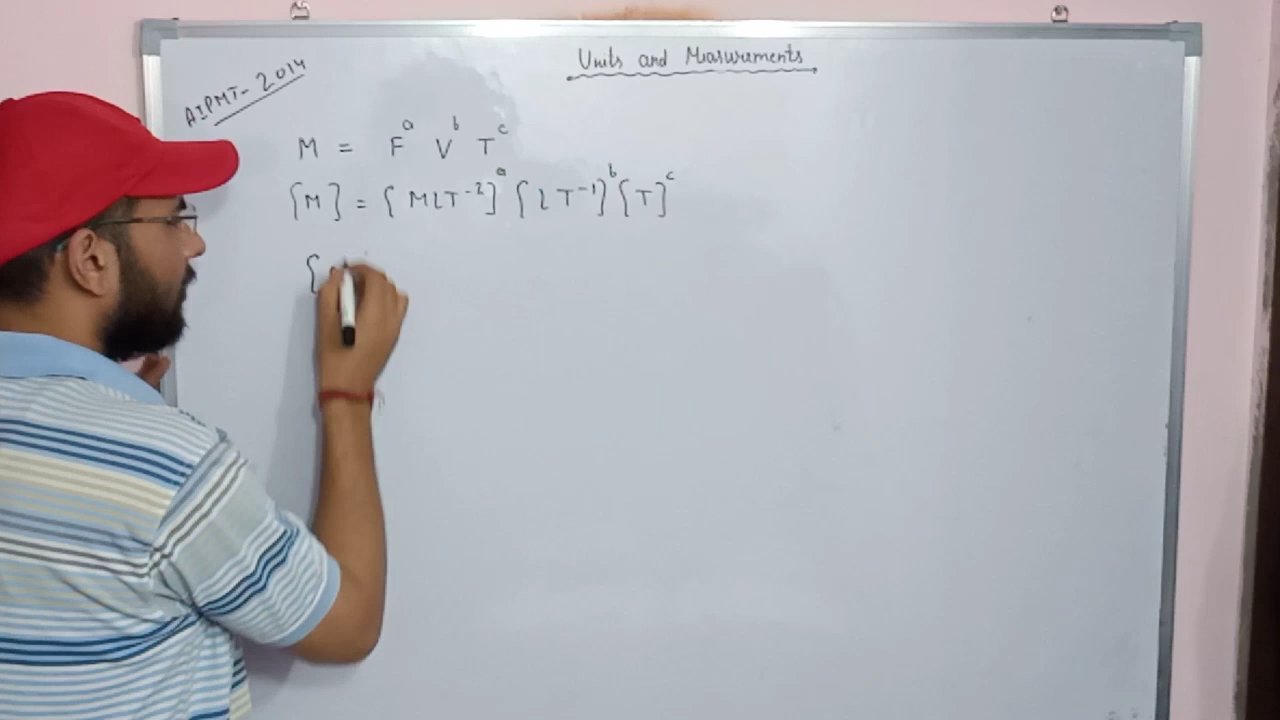 Units and Measurements
AIPMT-2014
M = F^a V^b T^c
[M] = [MLT^-2]^a [LT^-1]^b [T]^c
[